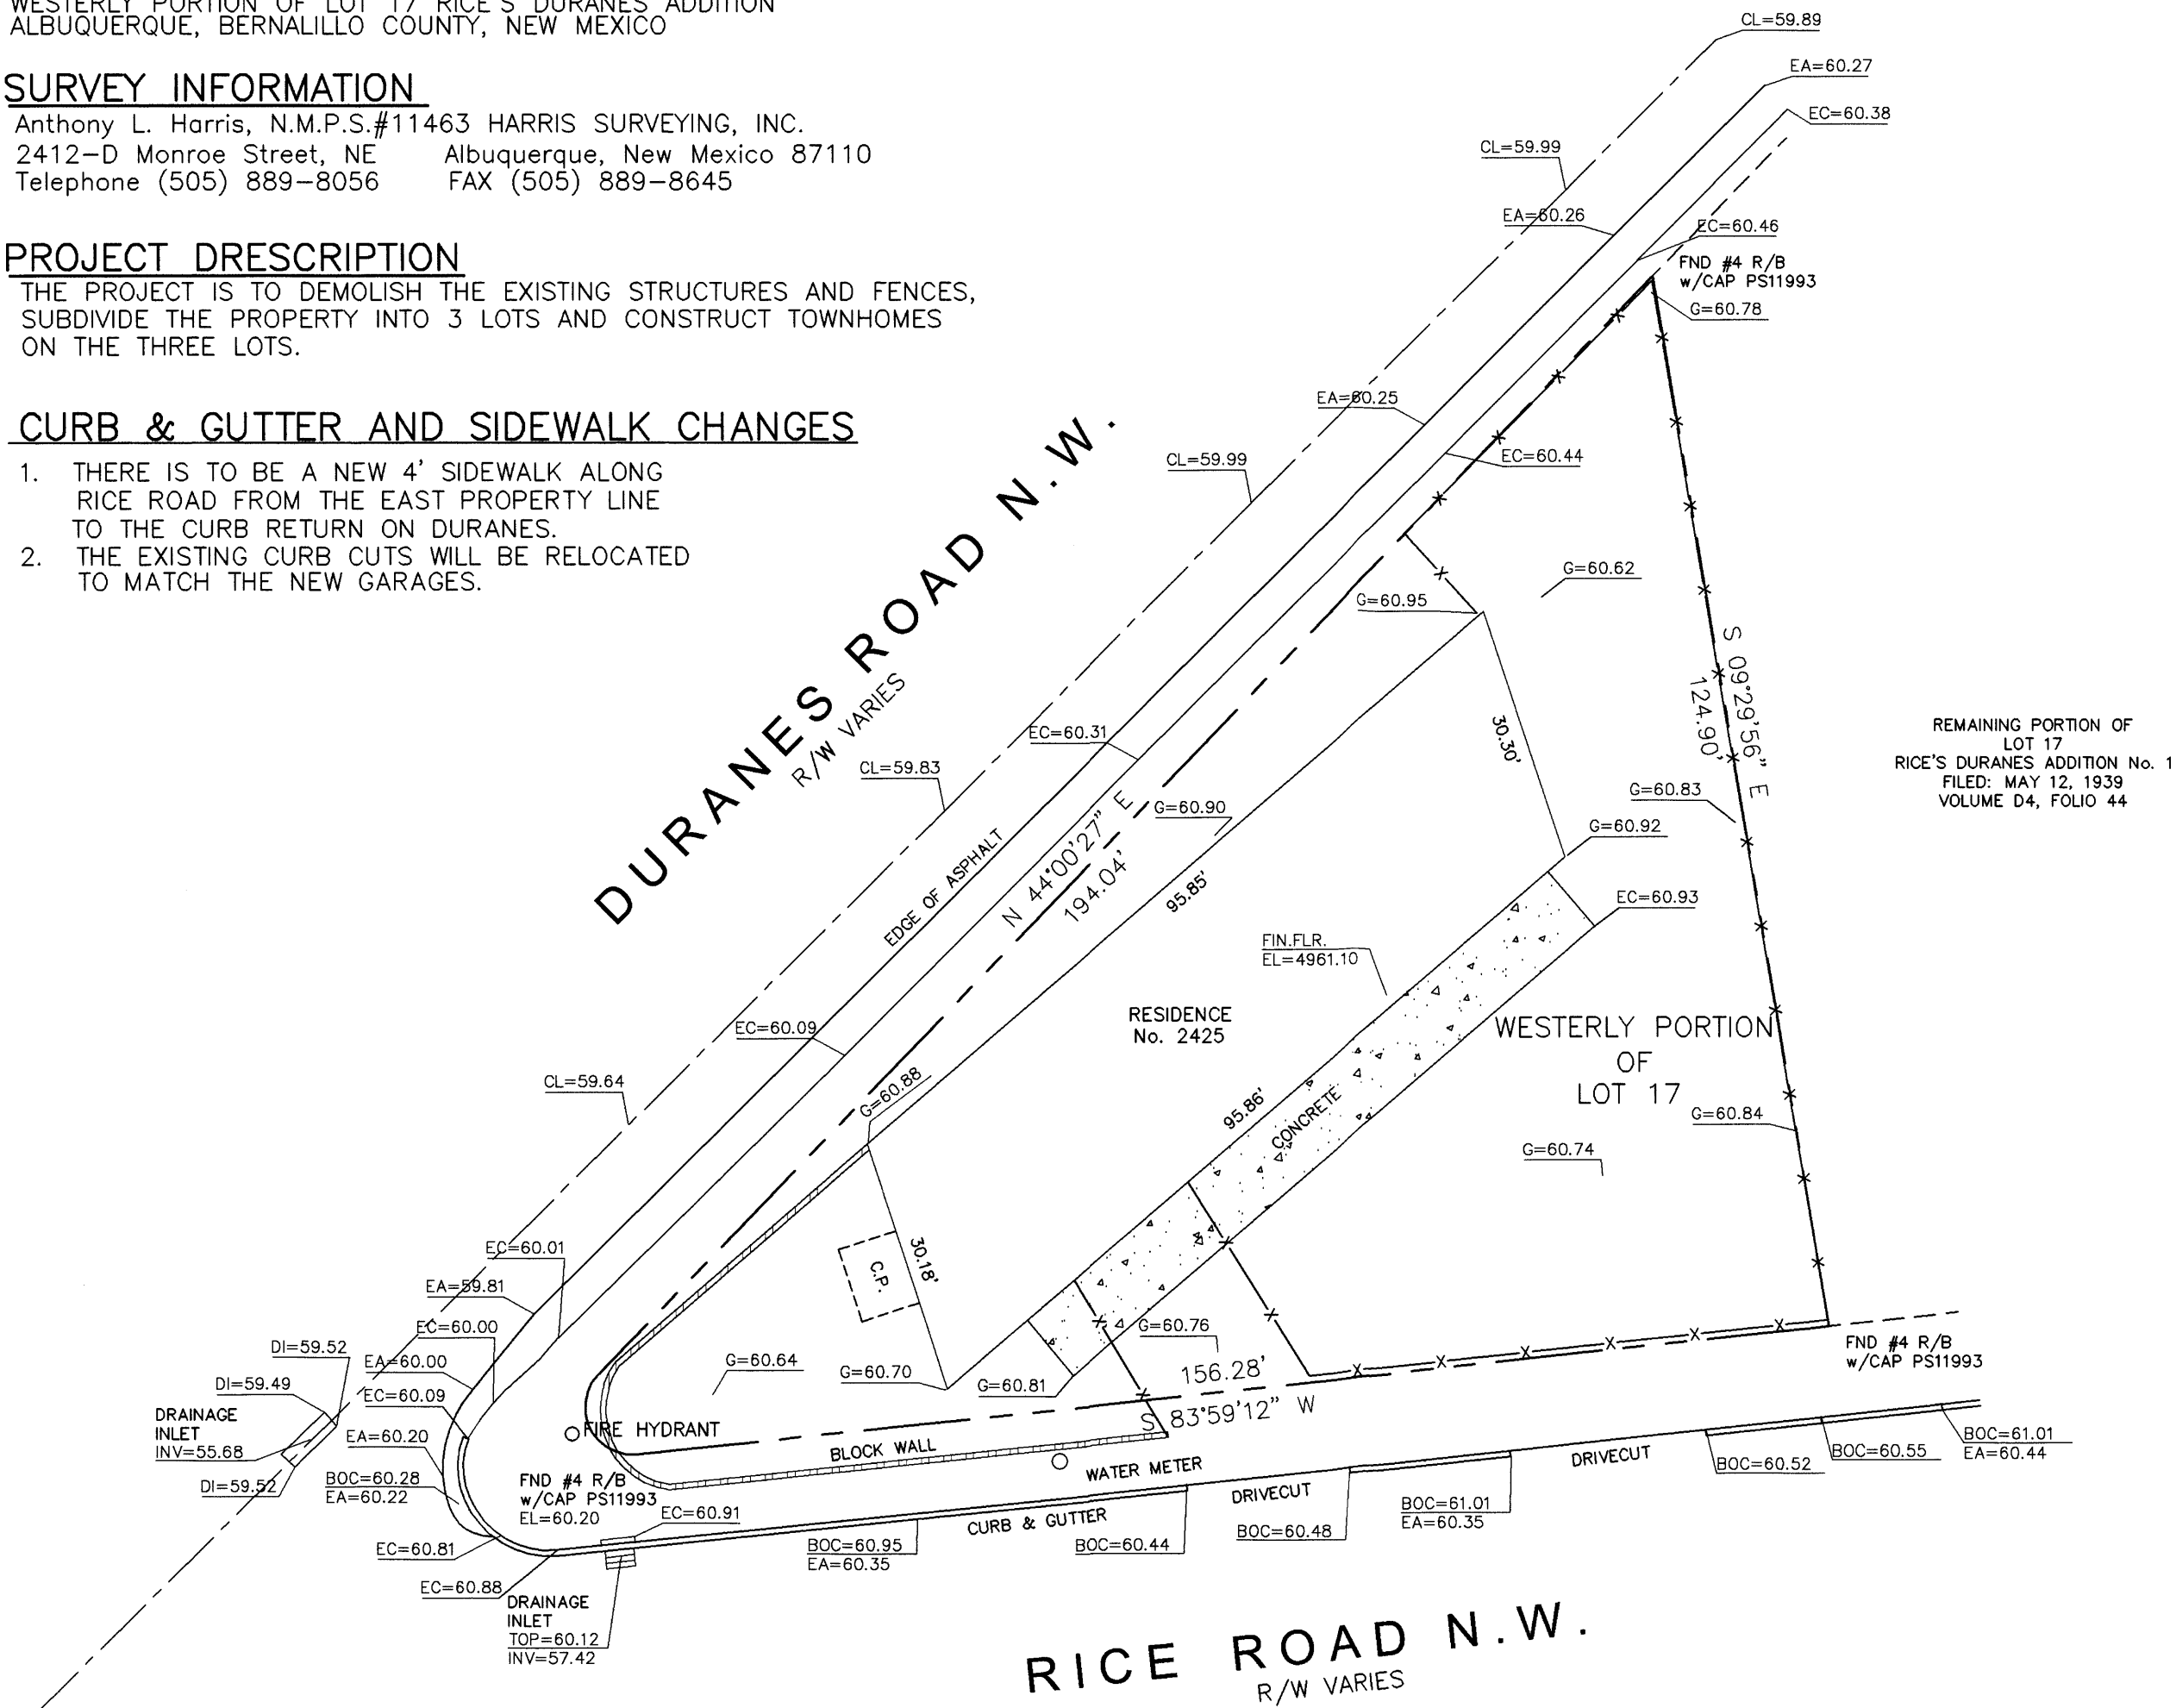 WESTERLY PORTION OF LOT 17 RICE'S DURANES ADDITION
ALBUQUERQUE, BERNALILLO COUNTY, NEW MEXICO
SURVEY INFORMATION
Anthony L. Harris, N.M.P.S.#11463 HARRIS SURVEYING, INC.
2412-D Monroe Street, NE Albuquerque, New Mexico 87110
Telephone (505) 889-8056 FAX (505) 889-8645
PROJECT DRESCRIPTION
THE PROJECT IS TO DEMOLISH THE EXISTING STRUCTURES AND FENCES,
SUBDIVIDE THE PROPERTY INTO 3 LOTS AND CONSTRUCT TOWNHOMES
ON THE THREE LOTS.
CURB & GUTTER AND SIDEWALK CHANGES
1. THERE IS TO BE A NEW 4' SIDEWALK ALONG
RICE ROAD FROM THE EAST PROPERTY LINE
TO THE CURB RETURN ON DURANES.
2. THE EXISTING CURB CUTS WILL BE RELOCATED
TO MATCH THE NEW GARAGES.
CL=59.89
EA=60.27
EC=60.38
CL=59.99
EA=60.26
EC=60.46
FND #4 R/B
w/CAP PS11993
G=60.78
EA=60.25
EC=60.44
CL=59.99
G=60.62
G=60.95
DURANES ROAD N.W.
R/W VARIES
EC=60.31
CL=59.83
G=60.90
N 44°00'27" E
194.04'
EDGE OF ASPHALT
95.85'
30.30'
S 09°29'56" E
124.90'
REMAINING PORTION OF
LOT 17
RICE'S DURANES ADDITION No. 1
FILED: MAY 12, 1939
VOLUME D4, FOLIO 44
G=60.83
G=60.92
EC=60.93
FIN.FLR.
EL=4961.10
RESIDENCE
No. 2425
WESTERLY PORTION
OF
LOT 17
EC=60.09
G=60.88
CL=59.64
95.86'
CONCRETE
G=60.84
G=60.74
EC=60.01
30.18'
C.P.
EA=59.81
EC=60.00
DI=59.52
EA=60.00
DI=59.49
EC=60.09
DRAINAGE
INLET
INV=55.68
EA=60.20
DI=59.52
BOC=60.28
EA=60.22
G=60.64
G=60.70
G=60.76
G=60.81
156.28'
S 83°59'12" W
FND #4 R/B
w/CAP PS11993
FIRE HYDRANT
BLOCK WALL
WATER METER
FND #4 R/B
w/CAP PS11993
EL=60.20
EC=60.91
EC=60.81
EC=60.88
DRAINAGE
INLET
TOP=60.12
INV=57.42
BOC=60.95
EA=60.35
CURB & GUTTER
BOC=60.44
DRIVECUT
BOC=60.48
BOC=61.01
EA=60.35
DRIVECUT
BOC=60.52
BOC=60.55
BOC=61.01
EA=60.44
RICE ROAD N.W.
R/W VARIES